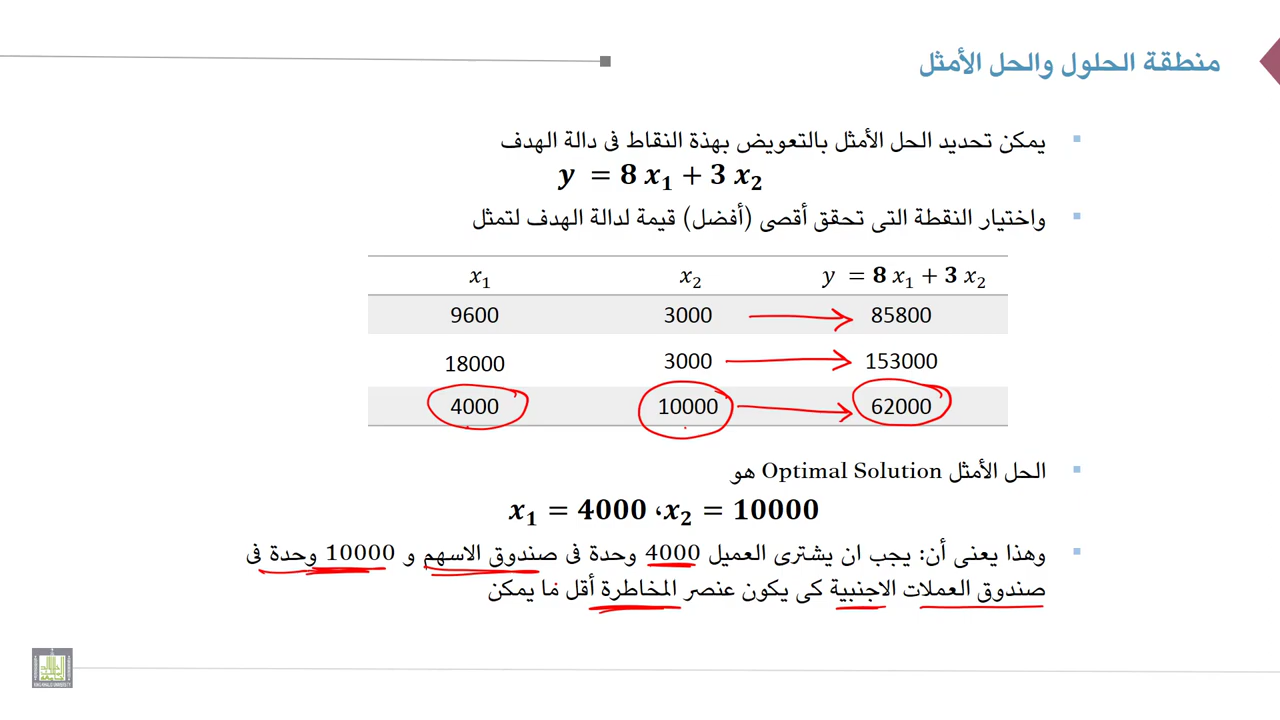 منطقة الحلول والحل الأمثل
يمكن تحديد الحل الأمثل بالتعويض بهذة النقاط فى دالة الهدف
y = 8 x₁ + 3 x₂
واختيار النقطة التى تحقق أقصى (أفضل) قيمة لدالة الهدف لتمثل
x₁ x₂ y = 8 x₁ + 3 x₂
9600 3000 85800
18000 3000 153000
4000 10000 62000
الحل الأمثل Optimal Solution هو
x₁ = 4000 ، x₂ = 10000
وهذا يعنى أن: يجب ان يشترى العميل 4000 وحدة فى صندوق الاسهم و 10000 وحدة فى
صندوق العملات الاجنبية كى يكون عنصر المخاطرة أقل ما يمكن